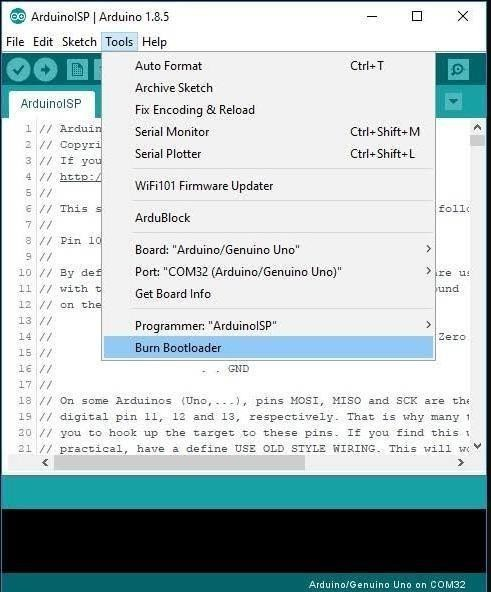 ArduinoISP | Arduino 1.8.5
File Edit Sketch Tools Help
Auto Format Ctrl+T
Archive Sketch
Fix Encoding & Reload
Serial Monitor Ctrl+Shift+M
Serial Plotter Ctrl+Shift+L
WiFi101 Firmware Updater
ArduBlock
Board: "Arduino/Genuino Uno"
Port: "COM32 (Arduino/Genuino Uno)"
Get Board Info
Programmer: "ArduinoISP"
Burn Bootloader
ArduinoISP
1 // Arduin
2 // Copyri
3 // If you
4 // http:/
5 //
6 // This s follo
7 //
8 // Pin 10
9 //
10 // By def are us
11 // with t ound
12 // on the
13 //
14 // Zero
15 //
16 // . . GND
17 //
18 // On some Arduinos (Uno,...), pins MOSI, MISO and SCK are the
19 // digital pin 11, 12 and 13, respectively. That is why many t
20 // you to hook up the target to these pins. If you find this w
21 // practical, have a define USE OLD STYLE WIRING. This will wo
Arduino/Genuino Uno on COM32